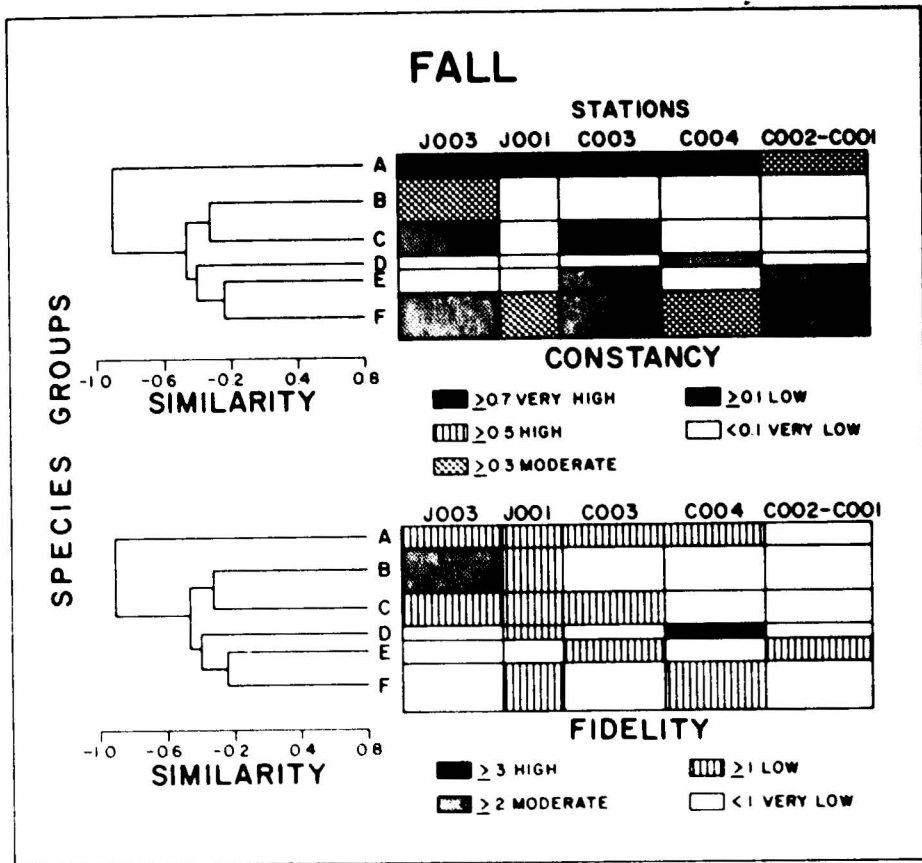 FALL
STATIONS
J003 J001 C003 C004 C002-C001
A
B
C
D
E
F
-1.0 -0.6 -0.2 0.4 0.8
SIMILARITY
CONSTANCY
≥0.7 VERY HIGH
≥0.1 LOW
≥0.5 HIGH
<0.1 VERY LOW
≥0.3 MODERATE
SPECIES GROUPS
J003 J001 C003 C004 C002-C001
A
B
C
D
E
F
-1.0 -0.6 -0.2 0.4 0.8
SIMILARITY
FIDELITY
≥3 HIGH
≥1 LOW
≥2 MODERATE
<1 VERY LOW